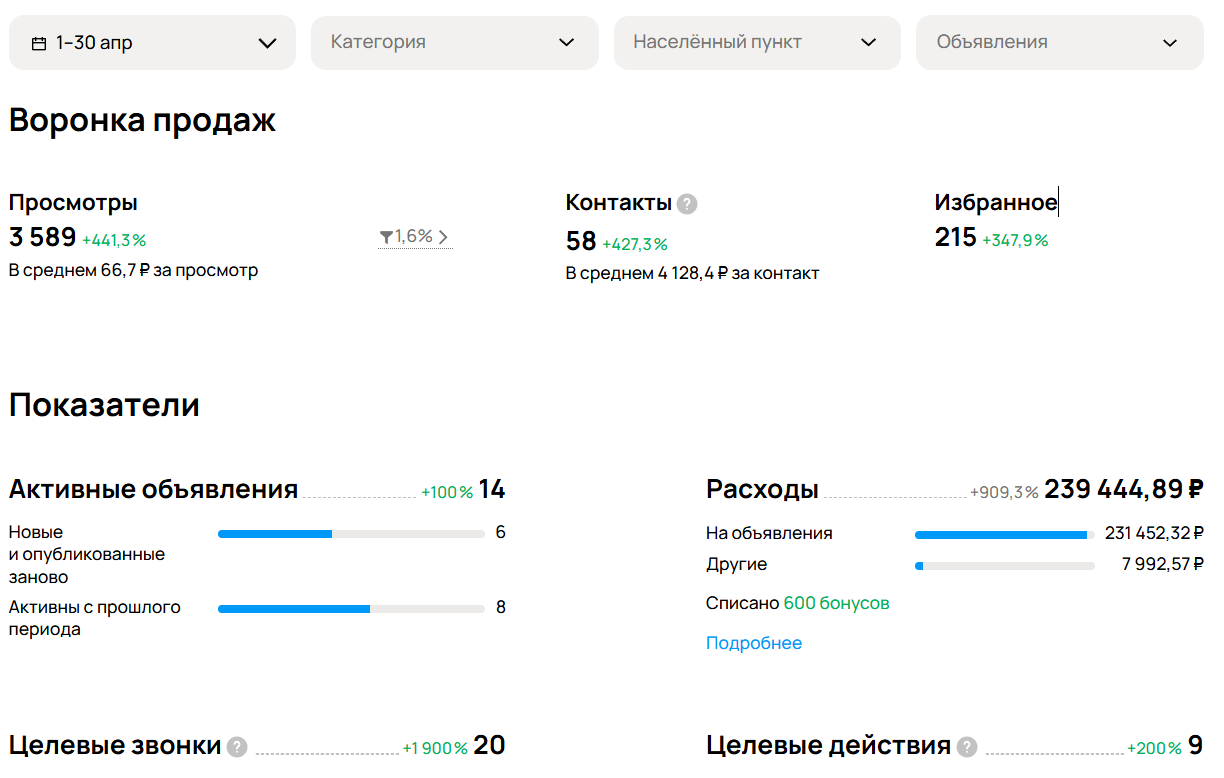 1–30 апр Категория Населённый пункт Объявления
Воронка продаж
Просмотры
3 589 +441,3%
В среднем 66,7 ₽ за просмотр
1,6%
Контакты ?
58 +427,3%
В среднем 4 128,4 ₽ за контакт
Избранное
215 +347,9%
Показатели
Активные объявления +100% 14
Новые
и опубликованные
заново
6
Активны с прошлого
периода
8
Расходы +909,3% 239 444,89 ₽
На объявления 231 452,32 ₽
Другие 7 992,57 ₽
Списано 600 бонусов
Подробнее
Целевые звонки ? +1 900% 20
Целевые действия ? +200% 9